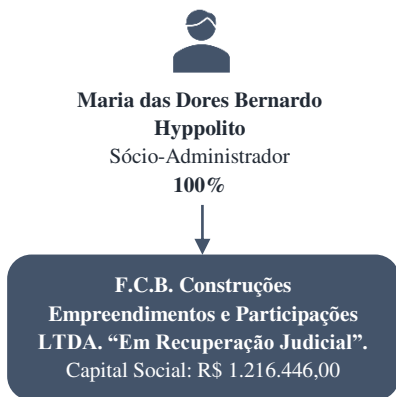 Maria das Dores Bernardo
Hyppolito
Sócio-Administrador
100%
F.C.B. Construções
Empreendimentos e Participações
LTDA. “Em Recuperação Judicial”.
Capital Social: R$ 1.216.446,00